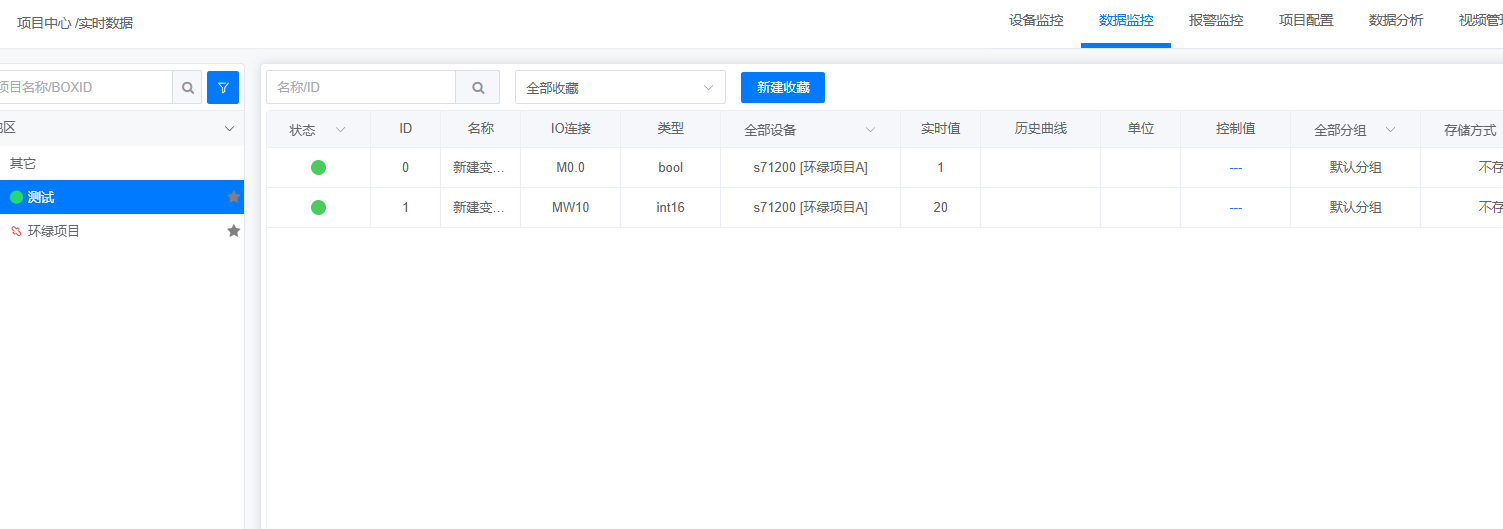 项目中心 /实时数据
设备监控 数据监控 报警监控 项目配置 数据分析 视频管
项目名称/BOXID
名称/ID 全部收藏 新建收藏
区
状态 ID 名称 IO连接 类型 全部设备 实时值 历史曲线 单位 控制值 全部分组 存储方式
其它
0 新建变... M0.0 bool s71200 [环绿项目A] 1 --- 默认分组 不存
测试
1 新建变... MW10 int16 s71200 [环绿项目A] 20 --- 默认分组 不存
环绿项目